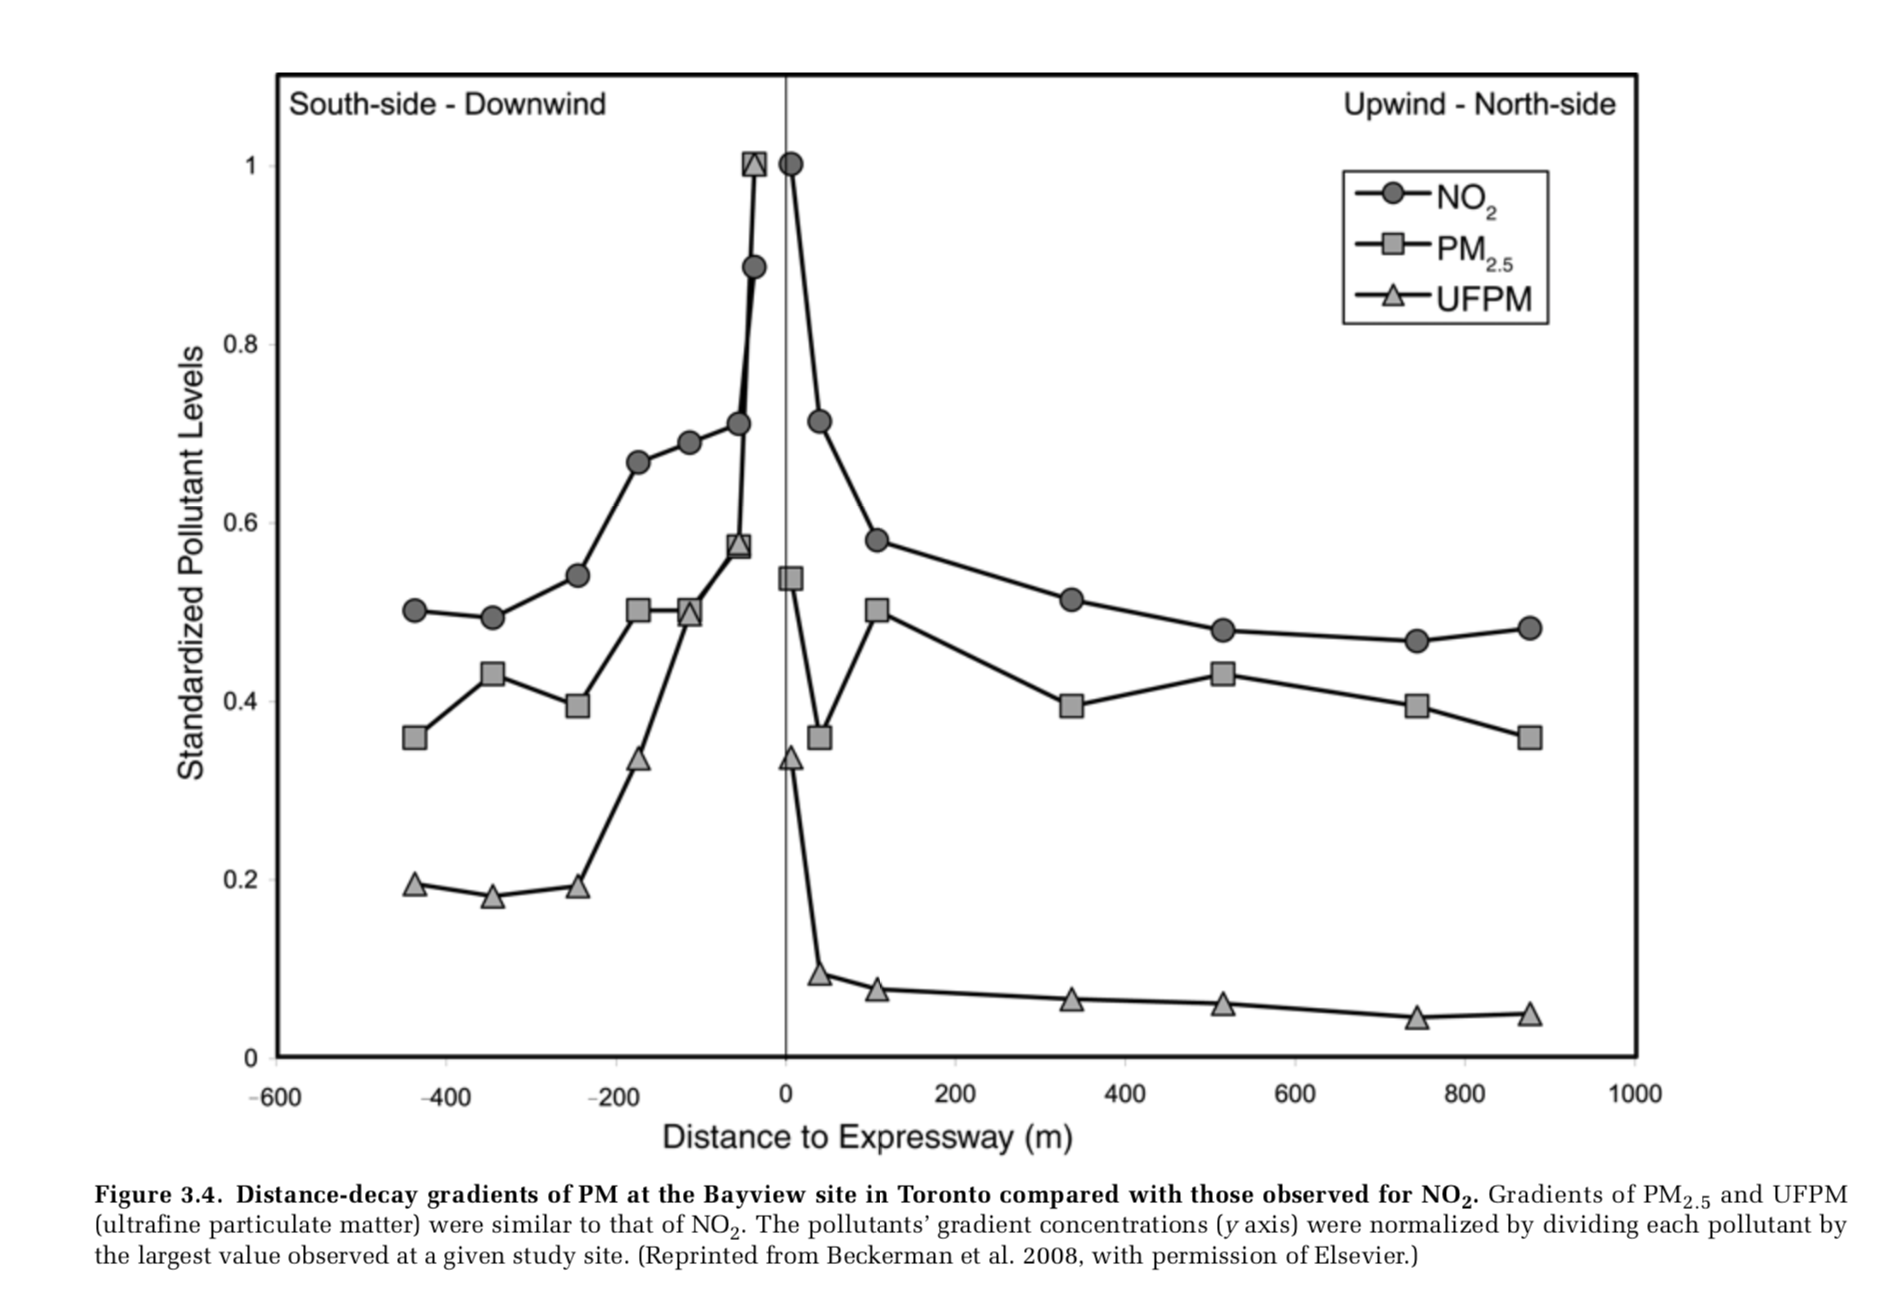 South-side - Downwind
Upwind - North-side
NO2
PM2.5
UFPM
Standardized Pollutant Levels
1
0.8
0.6
0.4
0.2
0
−600
−400
−200
0
200
400
600
800
1000
Distance to Expressway (m)
Figure 3.4. Distance-decay gradients of PM at the Bayview site in Toronto compared with those observed for NO2. Gradients of PM2.5 and UFPM
(ultrafine particulate matter) were similar to that of NO2. The pollutants’ gradient concentrations (y axis) were normalized by dividing each pollutant by
the largest value observed at a given study site. (Reprinted from Beckerman et al. 2008, with permission of Elsevier.)